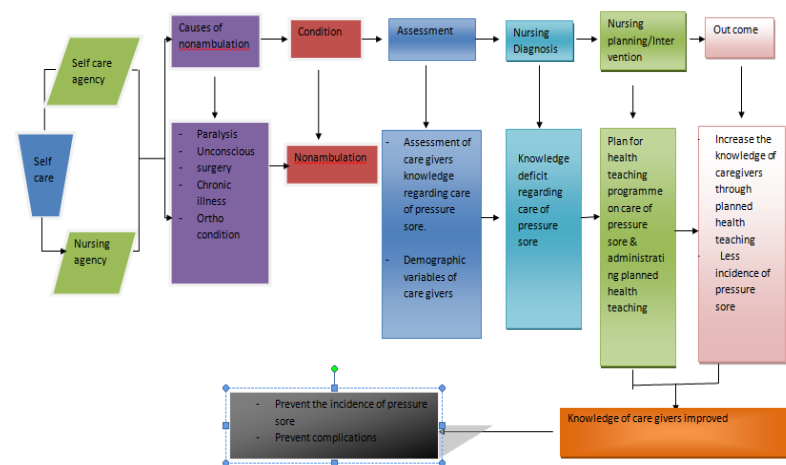 Self care
agency
Self
care
Nursing
agency
Causes of
nonambulation
Condition
Assessment
Nursing
Diagnosis
Nursing
planning/Inter
vention
Out come
- Paralysis
- Unconscious
- surgery
- Chronic
illness
- Ortho
condition
Nonambulation
- Assessment of
care givers
knowledge
regarding care
of pressure
sore.
- Demographic
variables of
care givers
Knowledge
deficit
regarding
care of
pressure
sore
Plan for
health
teaching
programme
on care of
pressure
sore &
administrati
ng planned
health
teaching
- Increase the
knowledge of
caregivers
through
planned
health
teaching
- Less
incidence of
pressure
sore
Knowledge of care givers improved
- Prevent the incidence of pressure
sore
- Prevent complications